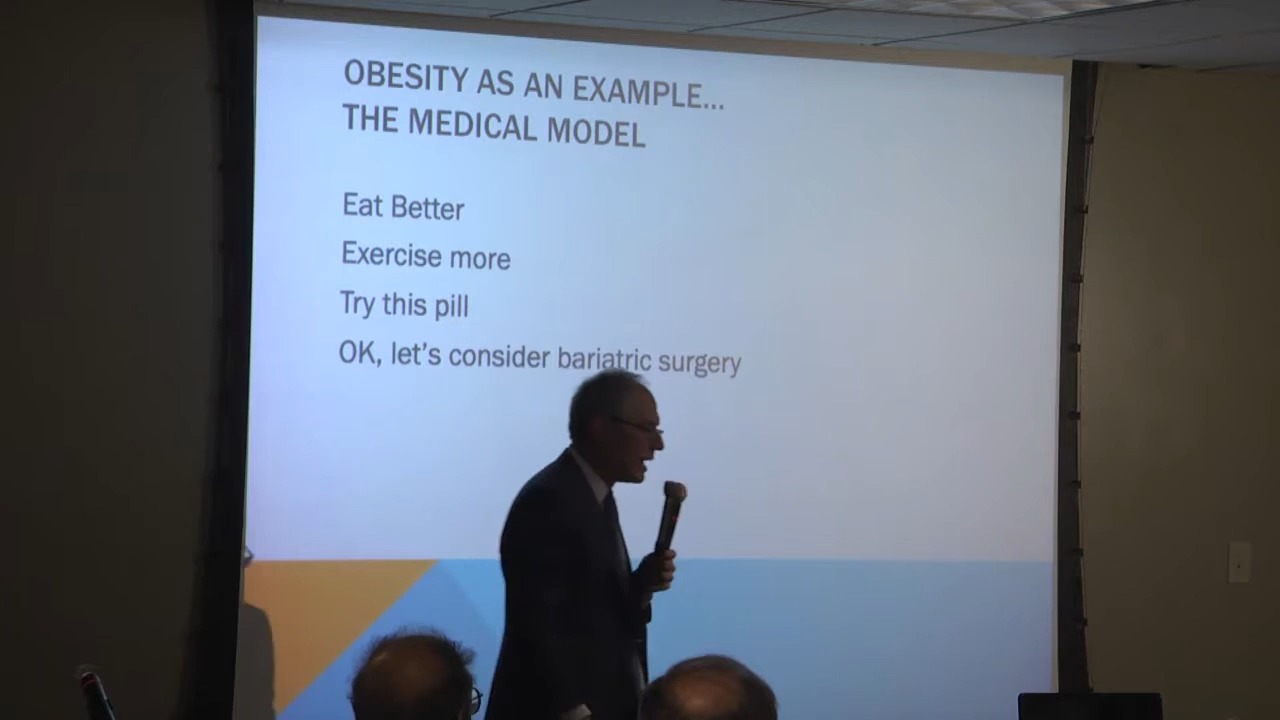 OBESITY AS AN EXAMPLE...
THE MEDICAL MODEL
Eat Better
Exercise more
Try this pill
OK, let's consider bariatric surgery